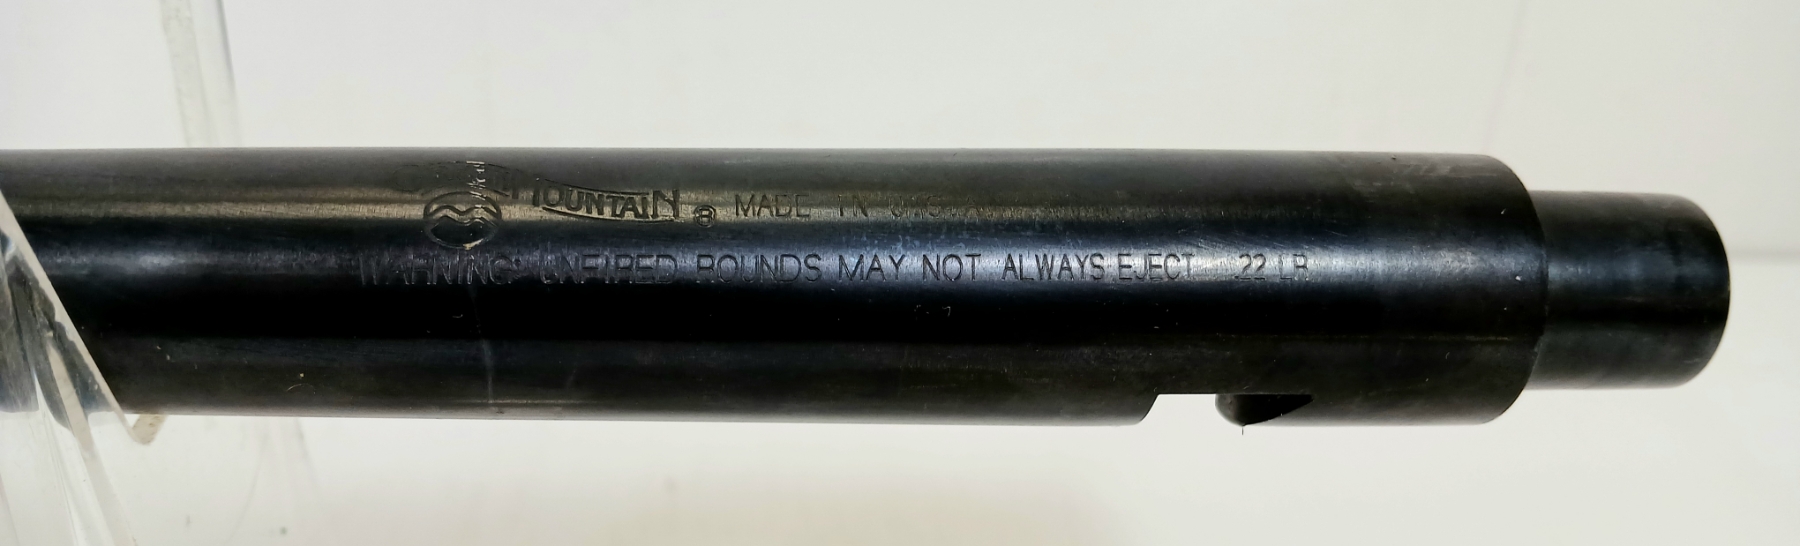 MOUNTAIN ® MADE IN U.S.A.
WARNING: UNFIRED ROUNDS MAY NOT ALWAYS EJECT .22 LR